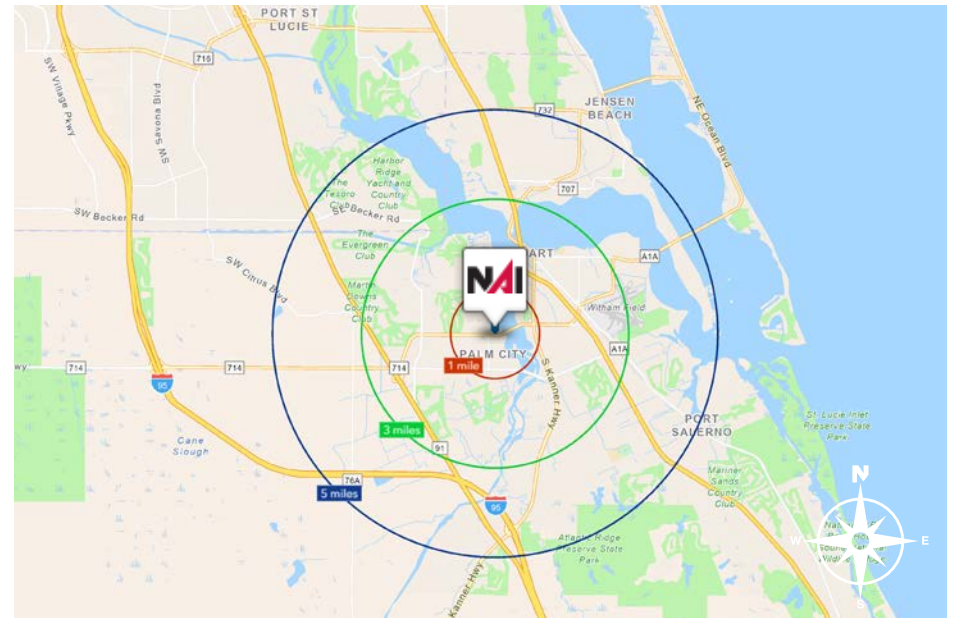 PORT ST
LUCIE
716
SW Village Pkwy
SW Savona Blvd
732
JENSEN
BEACH
NE Ocean Blvd
Harbor
Ridge
Yacht and
Country
Club
The
Tesoro
Club
707
SW Becker Rd
SE Becker Rd
The
Evergreen
Club
ART
A1A
SW Citrus Blvd
NAI
Martin
Downs
Country
Club
Witham Field
PALM CITY
A1A
1 mile
wy
714
714
714
95
S Kanner Hwy
3 miles
91
PORT
SALERNO
St Lucie Inlet
Preserve State
Park
Cane
Slough
76A
5 miles
Mariner
Sands
Country
Club
95
N
W
E
S
Atlantic Ridge
Preserve State
Park
Kanner Hwy